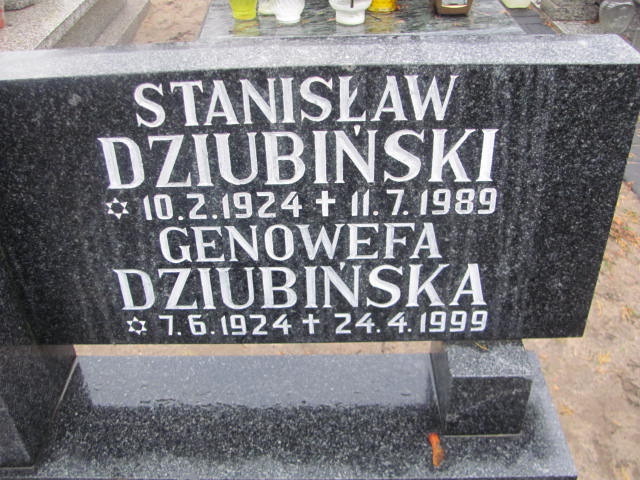 STANISŁAW
DZIUBIŃSKI
✡ 10.2.1924 ✝ 11.7.1989
GENOWEFA
DZIUBIŃSKA
✡ 7.6.1924 ✝ 24.4.1999